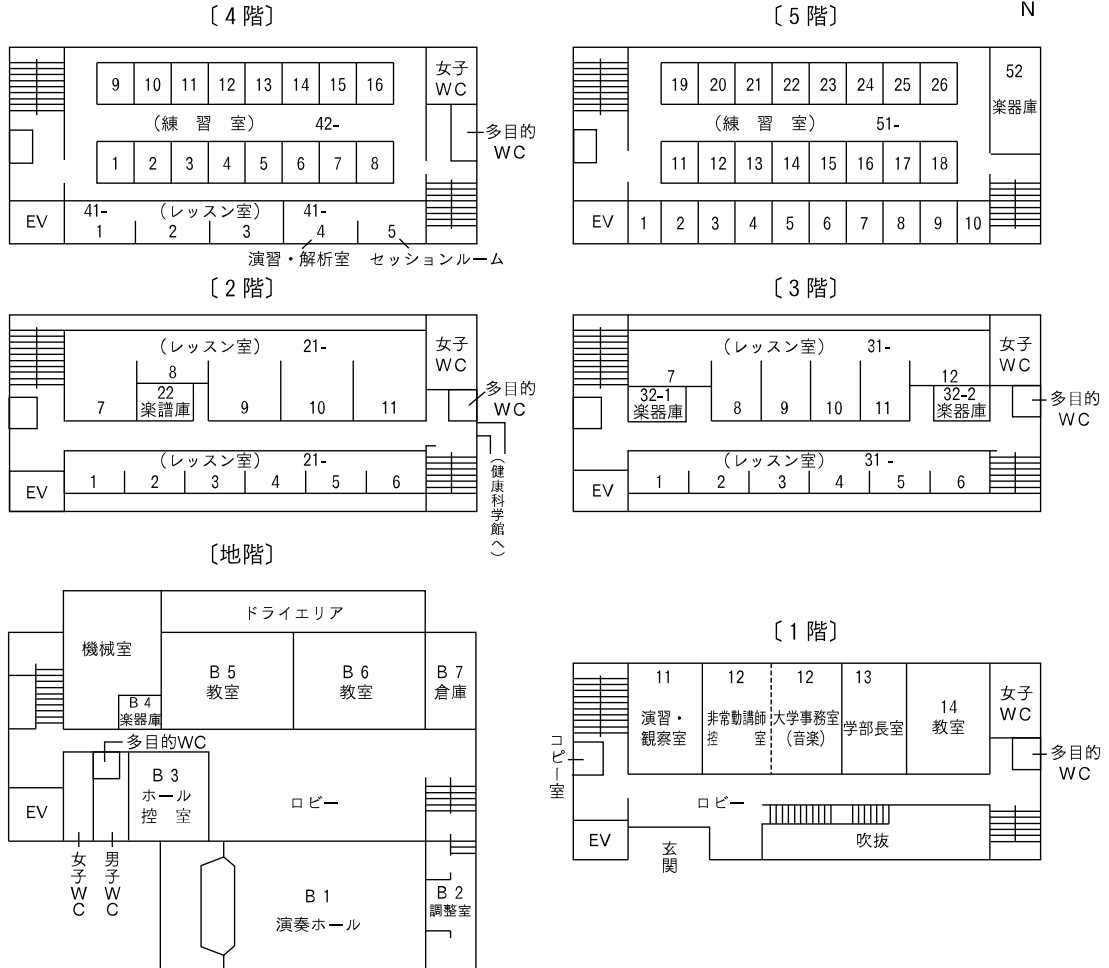 〔４階〕
女子
ＷＣ
9 10 11 12 13 14 15 16
（練 習 室） 42-
多目的
ＷＣ
1 2 3 4 5 6 7 8
EV
41- （レッスン室） 41-
1 2 3 4 5
演習・解析室 セッションルーム
〔５階〕
N
52
楽器庫
19 20 21 22 23 24 25 26
（練 習 室） 51-
11 12 13 14 15 16 17 18
EV 1 2 3 4 5 6 7 8 9 10
〔２階〕
（レッスン室） 21-
女子
ＷＣ
8
22
楽譜庫
7 9 10 11
多目的
ＷＣ
（レッスン室） 21-
EV 1 2 3 4 5 6
（健康科学館へ）
〔３階〕
（レッスン室） 31-
女子
ＷＣ
7 12
32-1
楽器庫
8 9 10 11
32-2
楽器庫
多目的
ＷＣ
（レッスン室） 31-
EV 1 2 3 4 5 6
〔地階〕
ドライエリア
機械室
Ｂ４
楽器庫
Ｂ５
教室
Ｂ６
教室
Ｂ７
倉庫
多目的ＷＣ
Ｂ３
ホール
控 室
ロビー
EV
女子ＷＣ
男子ＷＣ
Ｂ１
演奏ホール
Ｂ２
調整室
〔１階〕
11
演習・
観察室
12
非常勤講師
控 室
12
大学事務室
（音楽）
13
学部長室
14
教室
女子
ＷＣ
コピー室
多目的
ＷＣ
ロビー
EV
玄関
吹抜